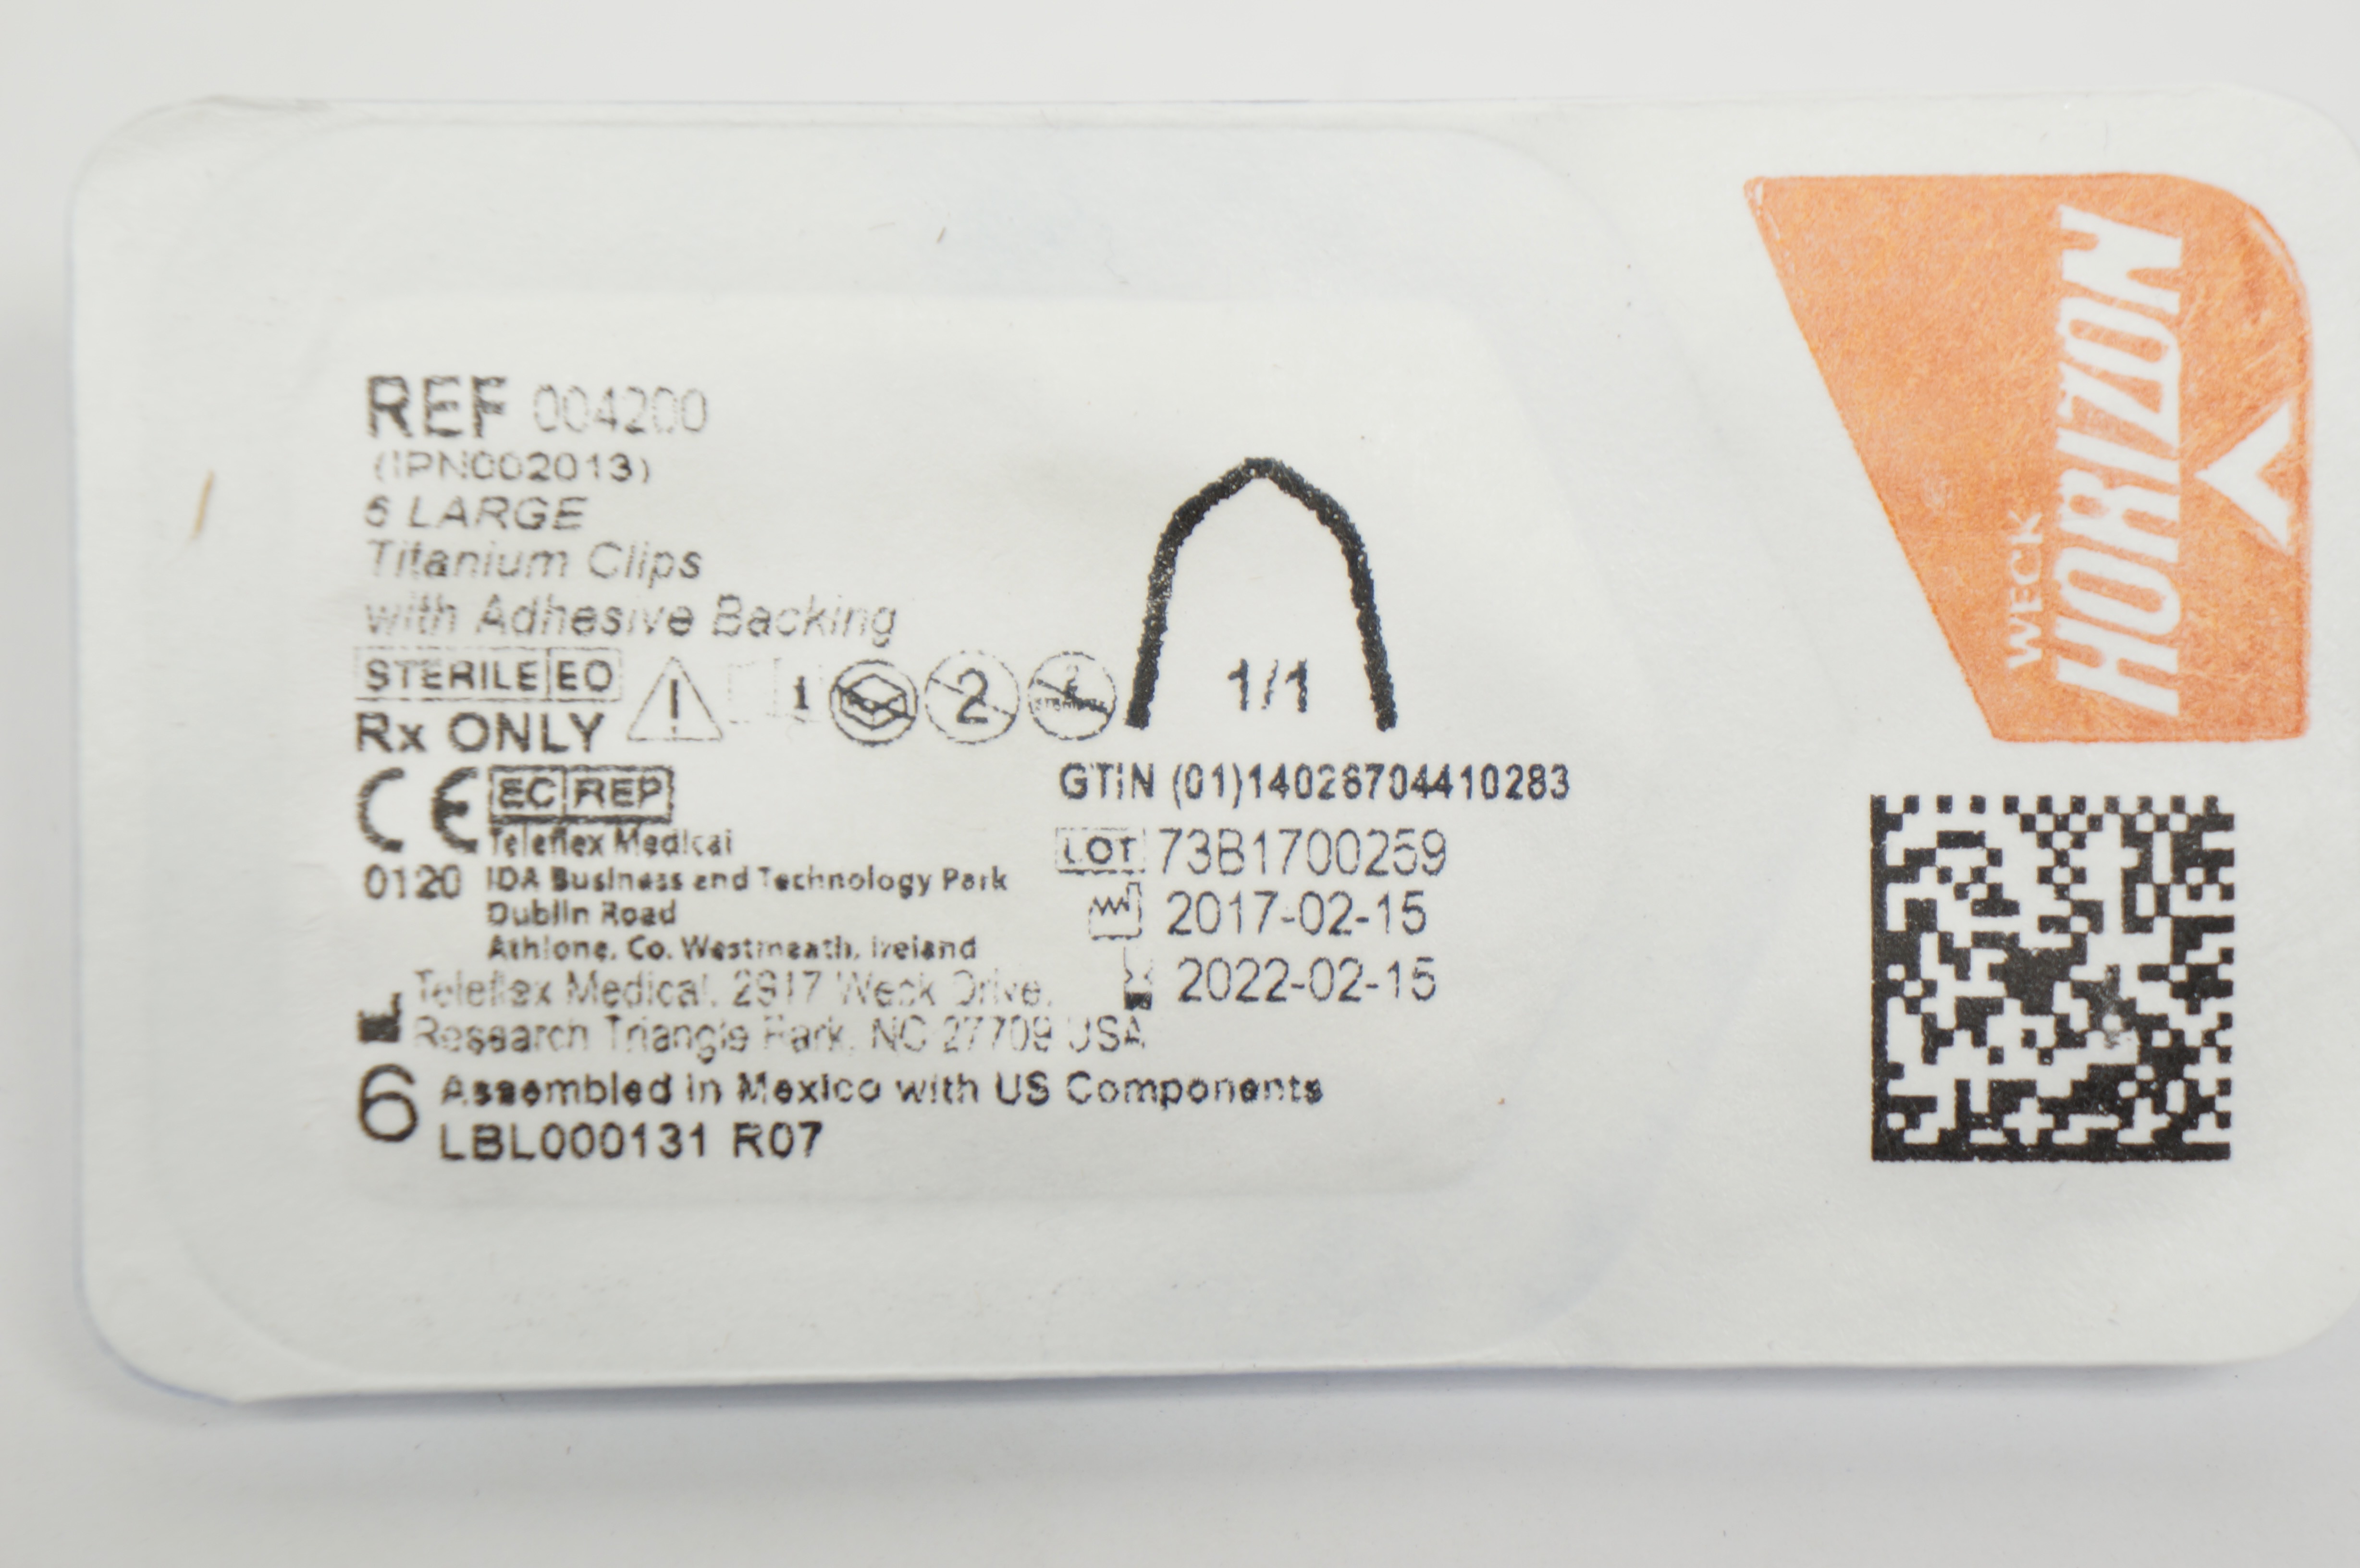 REF 004200
(IPN002013)
6 LARGE
Titanium Clips
with Adhesive Backing
STERILE EO
Rx ONLY
2
1/1
CE
0120
EC REP
Teleflex Medical
IDA Business and Technology Park
Dublin Road
Athlone, Co. Westmeath, Ireland
Teleflex Medical, 2917 Weck Drive,
Research Triangle Park, NC 27709 USA
6
Assembled in Mexico with US Components
LBL000131 R07
GTIN (01)14026704410283
LOT 73B1700259
2017-02-15
2022-02-15
WECK
HORIZON